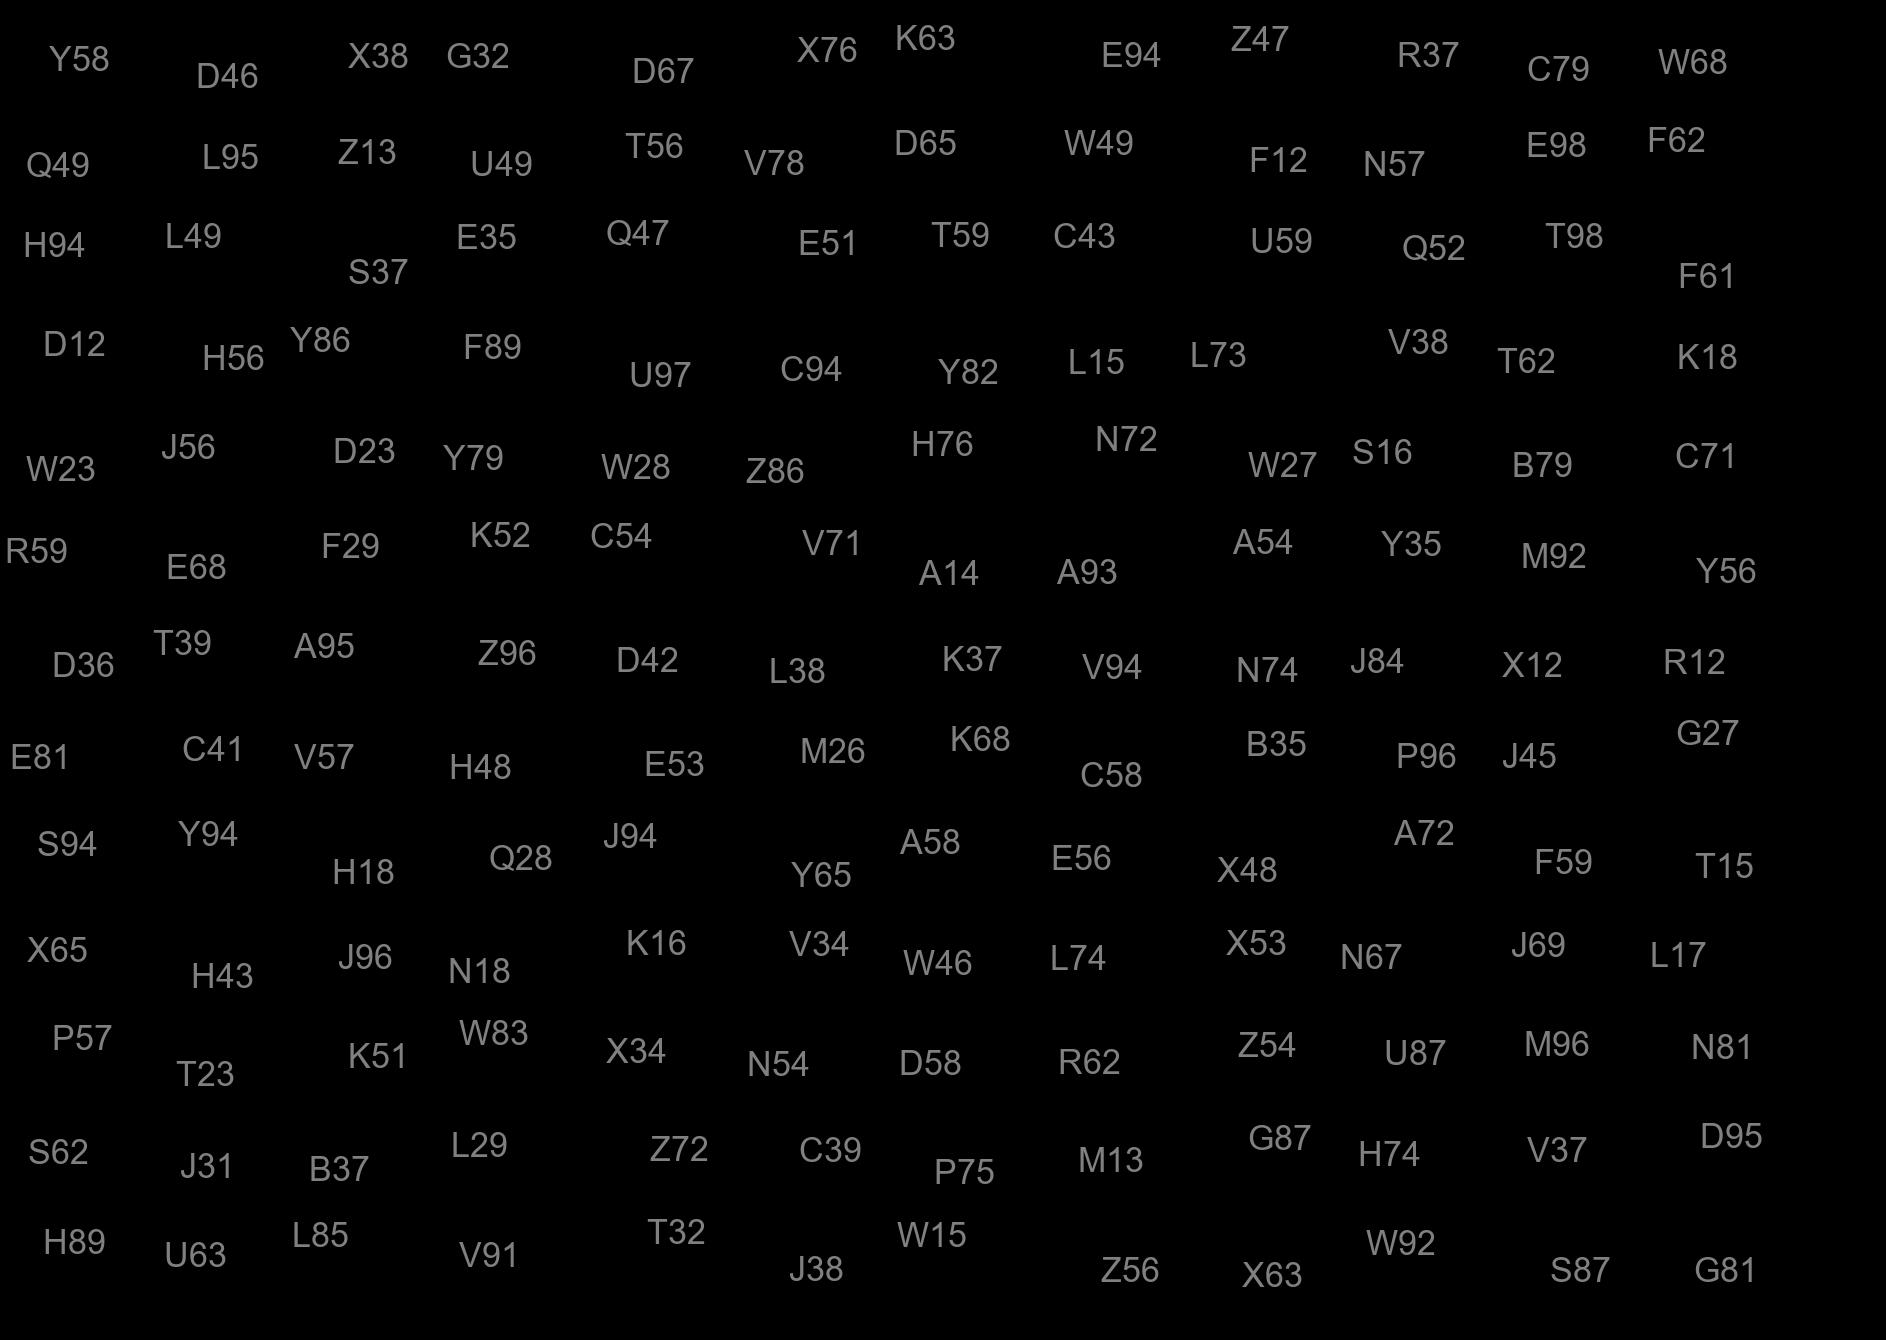 Y58 D46 X38 G32 D67 X76 K63 E94 Z47 R37 C79 W68
Q49 L95 Z13 U49 T56 V78 D65 W49 F12 N57 E98 F62
H94 L49 S37 E35 Q47 E51 T59 C43 U59 Q52 T98 F61
D12 H56 Y86 F89 U97 C94 Y82 L15 L73 V38 T62 K18
W23 J56 D23 Y79 W28 Z86 H76 N72 W27 S16 B79 C71
R59 E68 F29 K52 C54 V71 A14 A93 A54 Y35 M92 Y56
D36 T39 A95 Z96 D42 L38 K37 V94 N74 J84 X12 R12
E81 C41 V57 H48 E53 M26 K68 C58 B35 P96 J45 G27
S94 Y94 H18 Q28 J94 Y65 A58 E56 X48 A72 F59 T15
X65 H43 J96 N18 K16 V34 W46 L74 X53 N67 J69 L17
P57 T23 K51 W83 X34 N54 D58 R62 Z54 U87 M96 N81
S62 J31 B37 L29 Z72 C39 P75 M13 G87 H74 V37 D95
H89 U63 L85 V91 T32 J38 W15 Z56 X63 W92 S87 G81